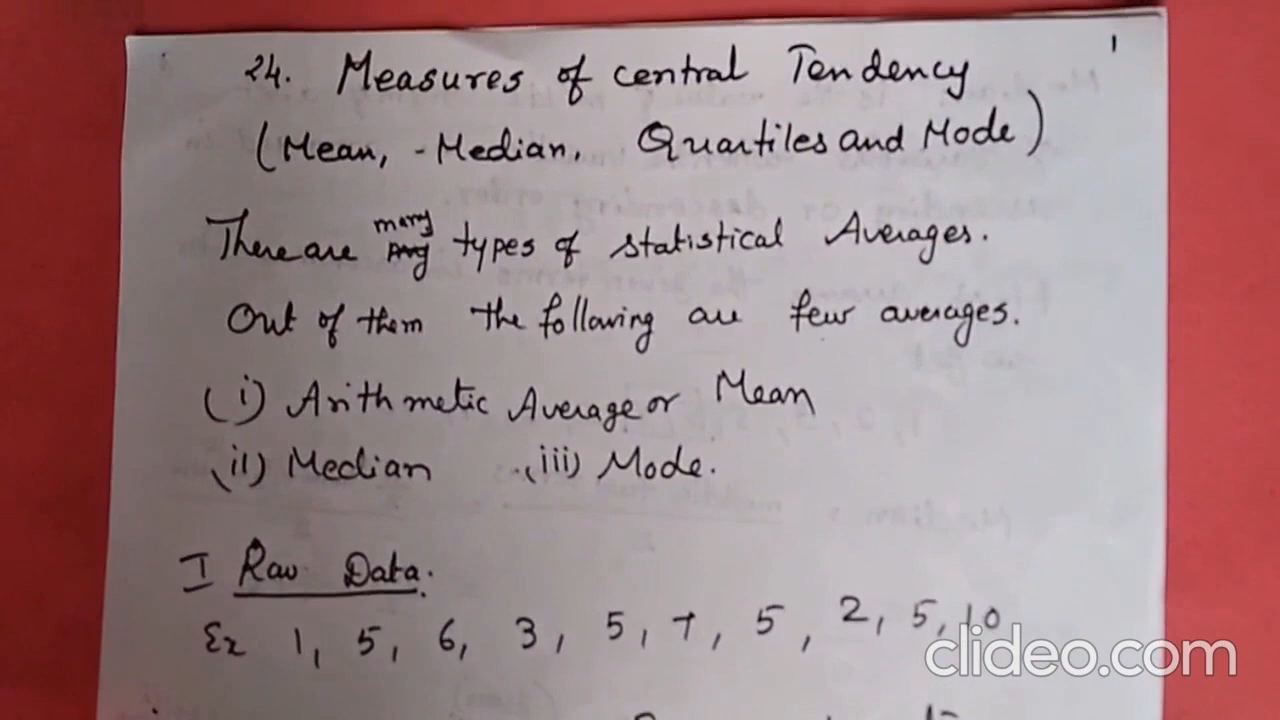 1
24. Measures of central Tendency
(Mean, - Median, Quartiles and Mode)
There are many types of statistical Averages.
Out of them the following are few averages.
(i) Arithmetic Average or Mean
(ii) Median (iii) Mode.
I Raw Data.
Ex 1, 5, 6, 3, 5, 7, 5, 2, 5, 10
clideo.com